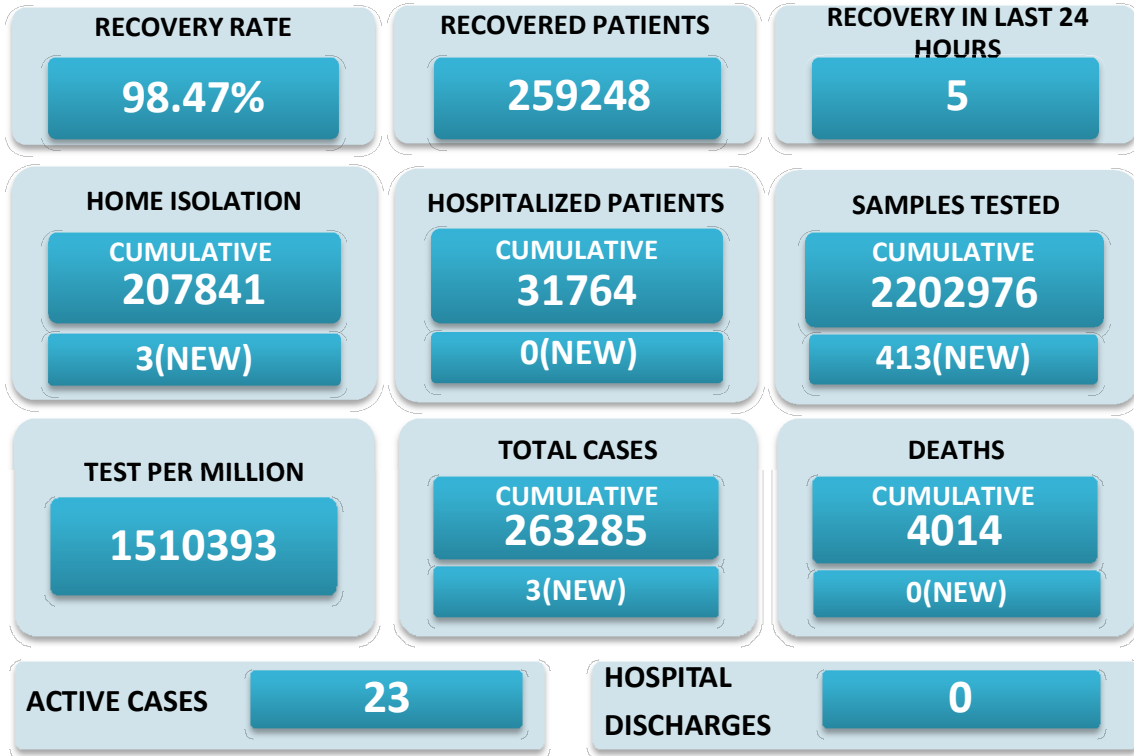 RECOVERY RATE
98.47%
RECOVERED PATIENTS
259248
RECOVERY IN LAST 24
HOURS
5
HOME ISOLATION
CUMULATIVE
207841
3(NEW)
HOSPITALIZED PATIENTS
CUMULATIVE
31764
0(NEW)
SAMPLES TESTED
CUMULATIVE
2202976
413(NEW)
TEST PER MILLION
1510393
TOTAL CASES
CUMULATIVE
263285
3(NEW)
DEATHS
CUMULATIVE
4014
0(NEW)
ACTIVE CASES
23
HOSPITAL
DISCHARGES
0